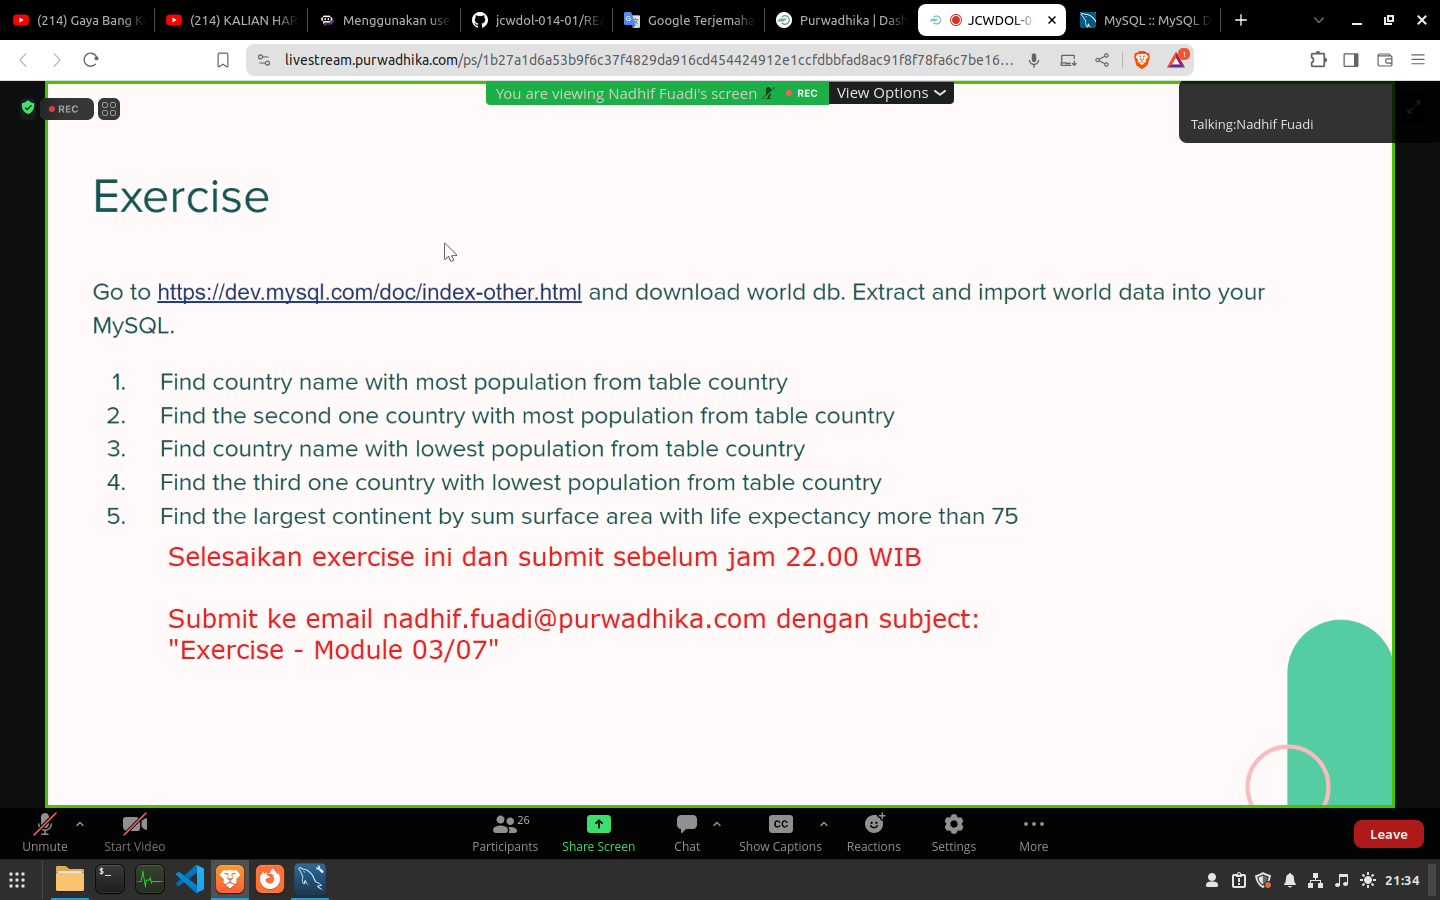 (214) Gaya Bang K
(214) KALIAN HAR
Menggunakan use
jcwdol-014-01/RE
Google Terjemaha
Purwadhika | Dash
JCWDOL-0
MySQL :: MySQL D
livestream.purwadhika.com/ps/1b27a1d6a53b9f6c37f4829da916cd454424912e1ccfdbbfad8ac91f8f78fa6c7be16...
1
You are viewing Nadhif Fuadi's screen REC View Options
REC
Talking:Nadhif Fuadi
Exercise
Go to https://dev.mysql.com/doc/index-other.html and download world db. Extract and import world data into your
MySQL.
1. Find country name with most population from table country
2. Find the second one country with most population from table country
3. Find country name with lowest population from table country
4. Find the third one country with lowest population from table country
5. Find the largest continent by sum surface area with life expectancy more than 75
Selesaikan exercise ini dan submit sebelum jam 22.00 WIB
Submit ke email nadhif.fuadi@purwadhika.com dengan subject:
"Exercise - Module 03/07"
26
CC
Unmute Start Video Participants Share Screen Chat Show Captions Reactions Settings More Leave
21:34